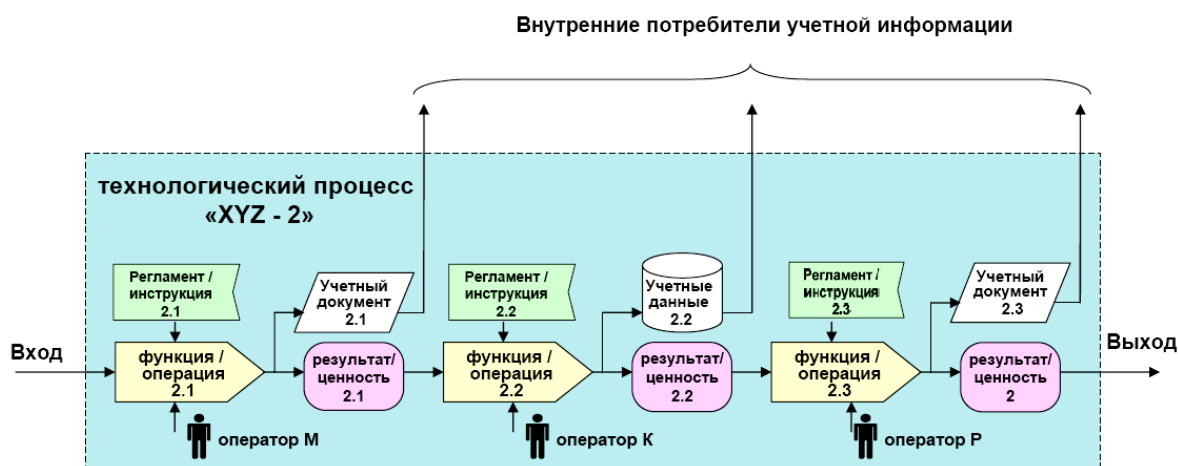 Внутренние потребители учетной информации
технологический процесс
«XYZ - 2»
Регламент /
инструкция
2.1
Учетный
документ
2.1
Регламент /
инструкция
2.2
Учетные
данные
2.2
Регламент /
инструкция
2.3
Учетный
документ
2.3
Вход
функция /
операция
2.1
результат/
ценность
2.1
функция /
операция
2.2
результат/
ценность
2.2
функция /
операция
2.3
результат/
ценность
2
Выход
оператор М
оператор К
оператор Р